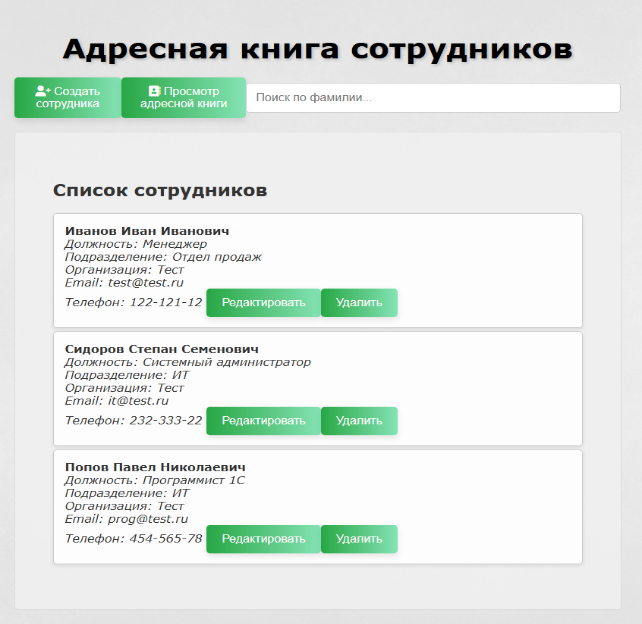 Адресная книга сотрудников
Создать
сотрудника
Просмотр
адресной книги
Поиск по фамилии...
Список сотрудников
Иванов Иван Иванович
Должность: Менеджер
Подразделение: Отдел продаж
Организация: Тест
Email: test@test.ru
Телефон: 122-121-12 Редактировать Удалить
Сидоров Степан Семенович
Должность: Системный администратор
Подразделение: ИТ
Организация: Тест
Email: it@test.ru
Телефон: 232-333-22 Редактировать Удалить
Попов Павел Николаевич
Должность: Программист 1С
Подразделение: ИТ
Организация: Тест
Email: prog@test.ru
Телефон: 454-565-78 Редактировать Удалить